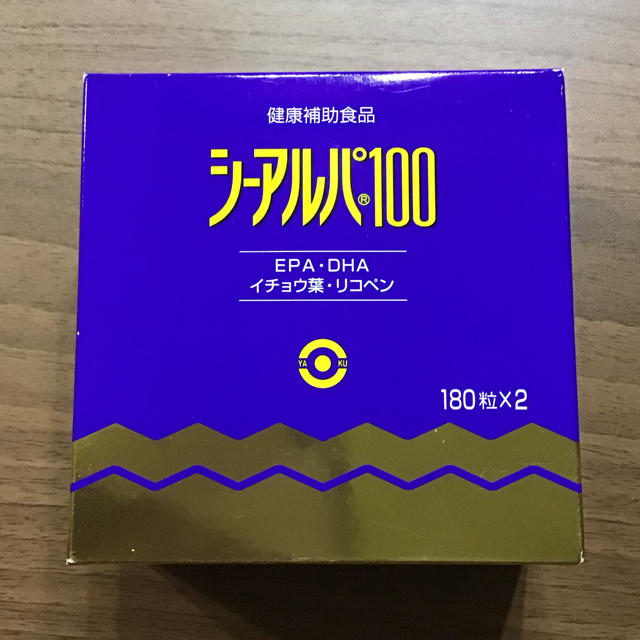 健康補助食品
シーアルパ®100
EPA・DHA
イチョウ葉・リコペン
YA KU
180粒×2